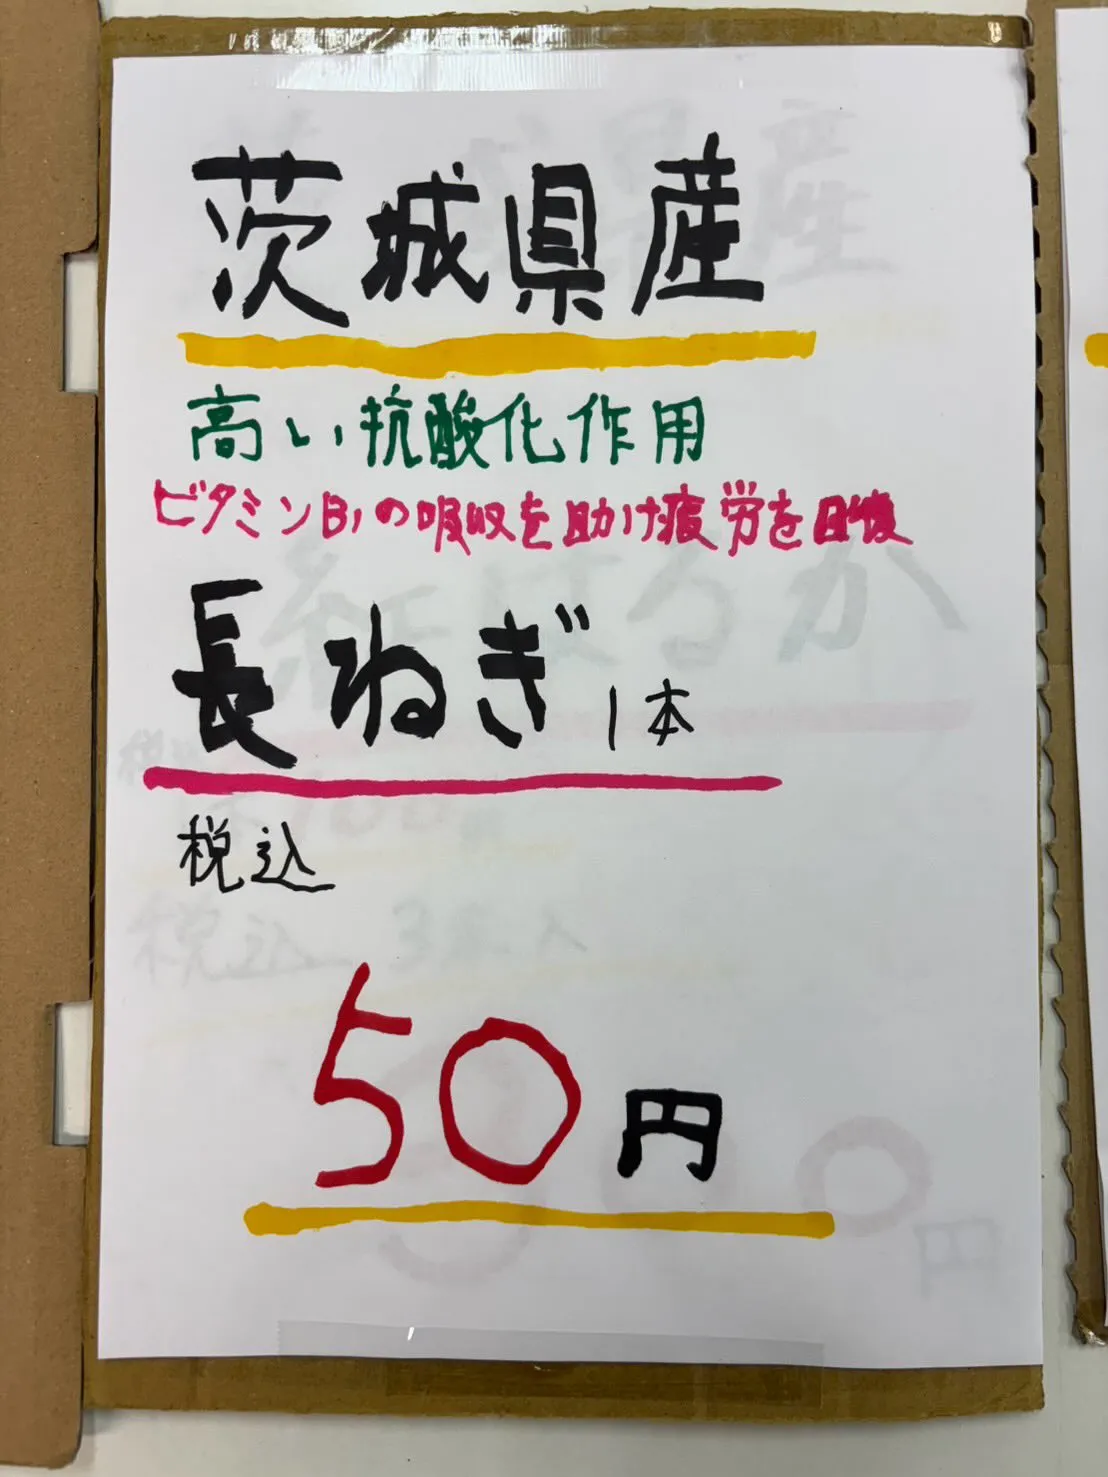 茨城県産
高い抗酸化作用
ビタミンB1の吸収を助け疲労を回復
長ねぎ 1本
税込
50円